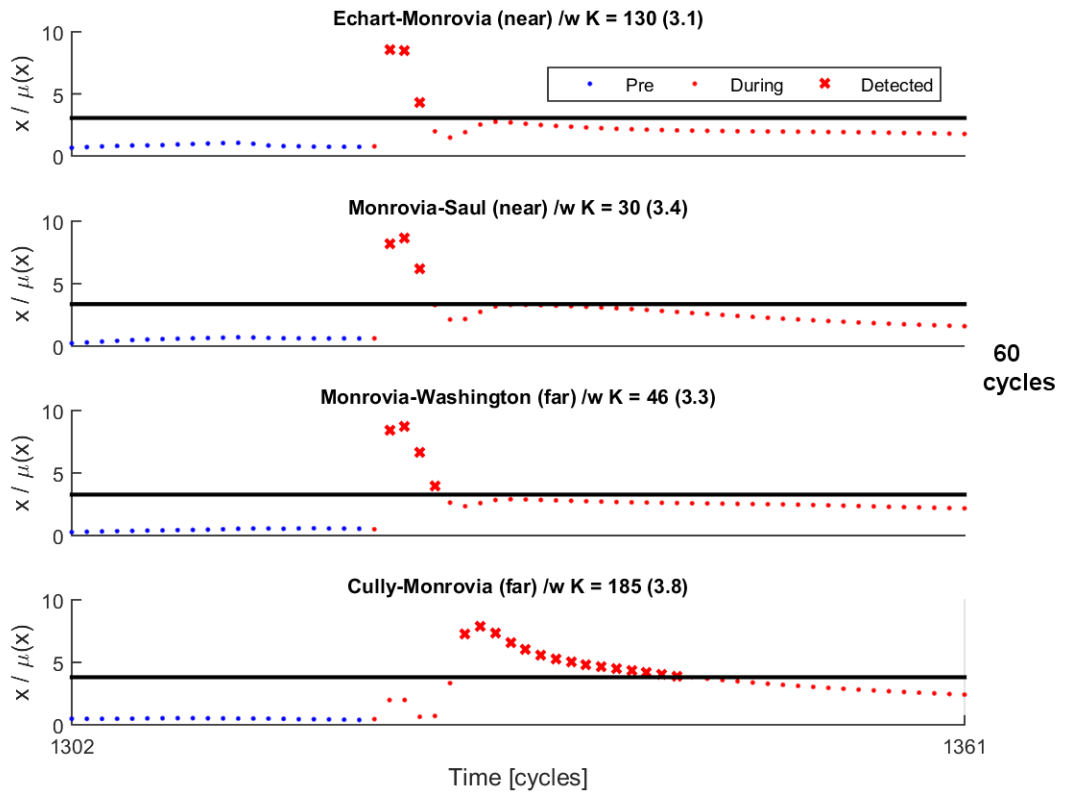 Echart-Monrovia (near) /w K = 130 (3.1)
10
5
0
x / μ(x)
Pre During Detected
Monrovia-Saul (near) /w K = 30 (3.4)
10
5
0
x / μ(x)
60
cycles
Monrovia-Washington (far) /w K = 46 (3.3)
10
5
0
x / μ(x)
Cully-Monrovia (far) /w K = 185 (3.8)
10
5
0
x / μ(x)
1302 1361
Time [cycles]